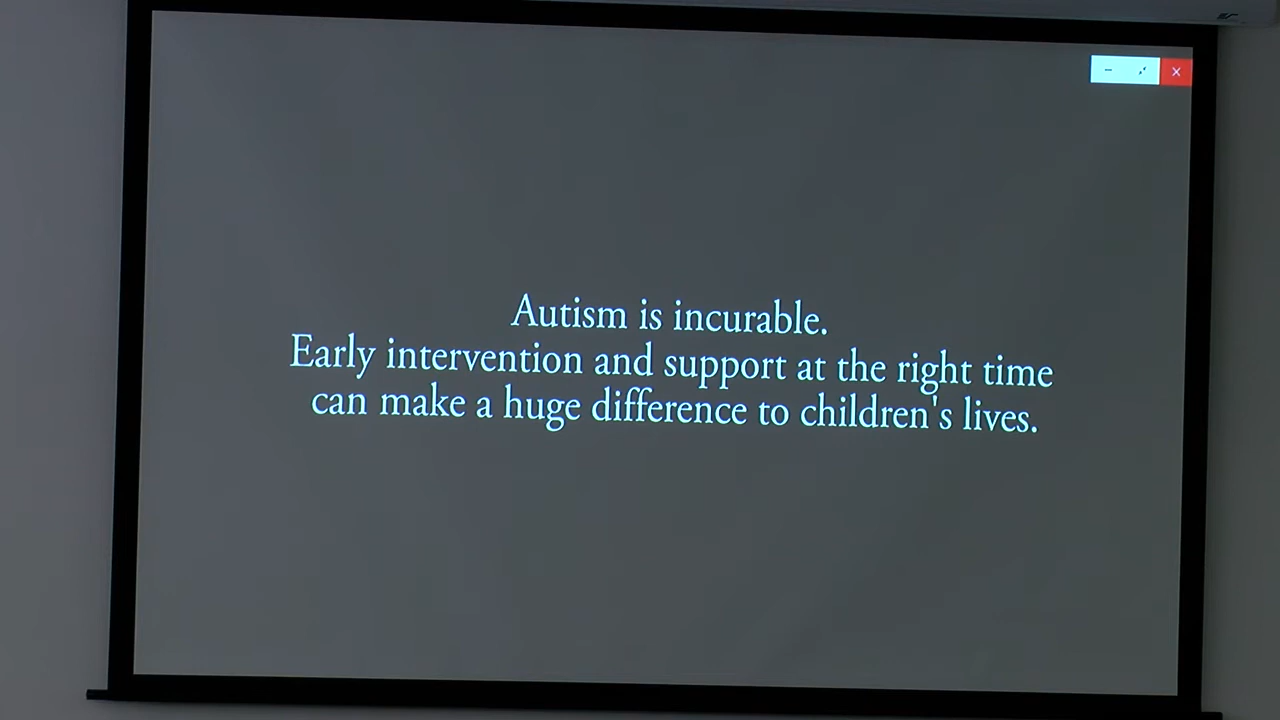 Autism is incurable.
Early intervention and support at the right time
can make a huge difference to children's lives.